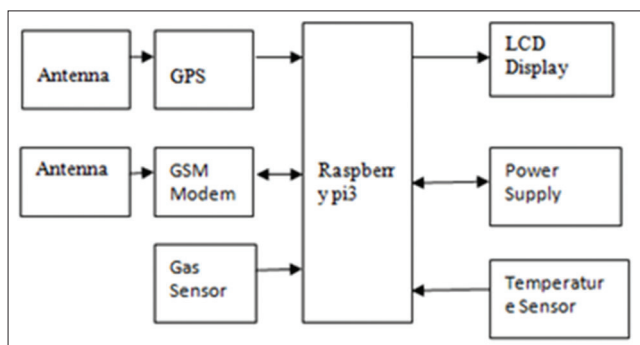 Antenna
GPS
LCD
Display
Antenna
GSM
Modem
Raspberr
y pi3
Power
Supply
Gas
Sensor
Temperatur
e Sensor